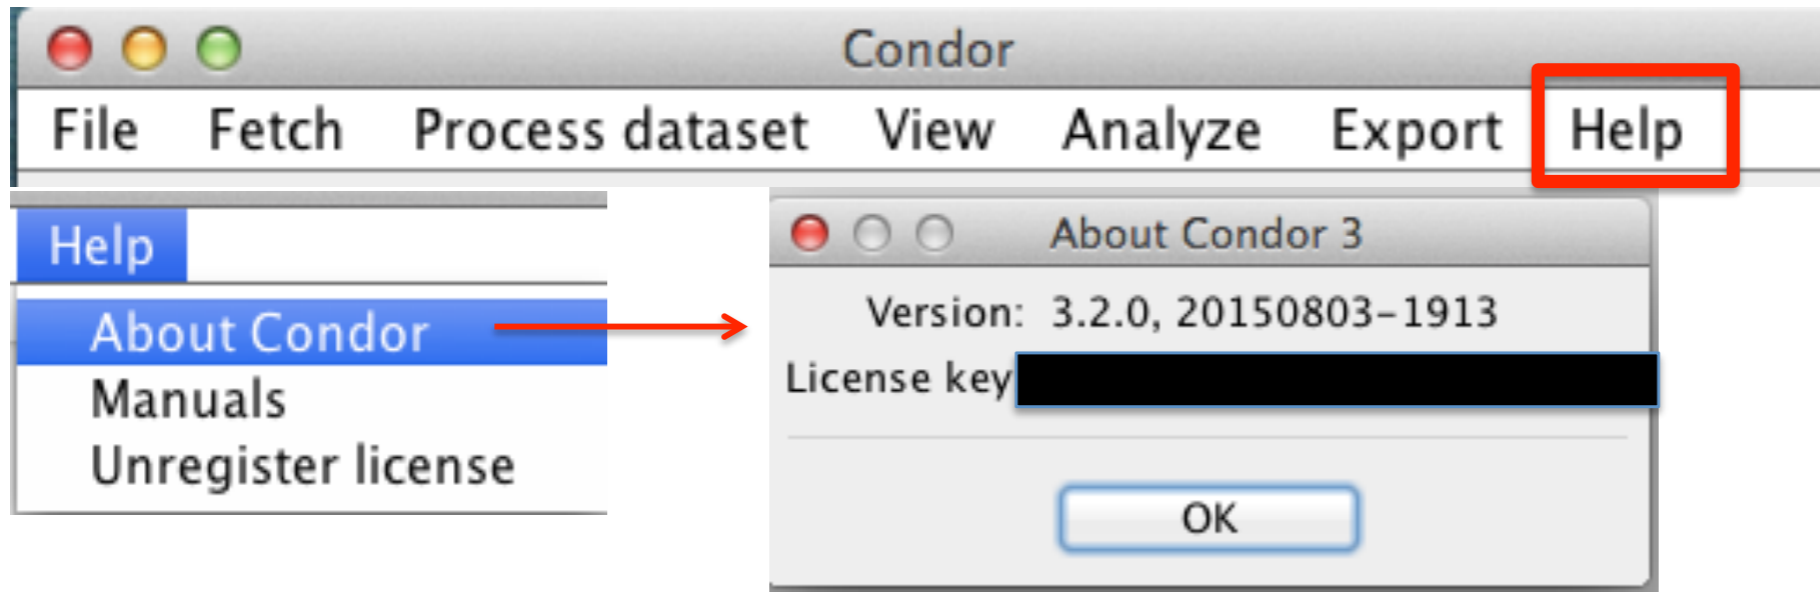 Condor
File Fetch Process dataset View Analyze Export Help
Help
About Condor
Manuals
Unregister license
About Condor 3
Version: 3.2.0, 20150803-1913
License key
OK